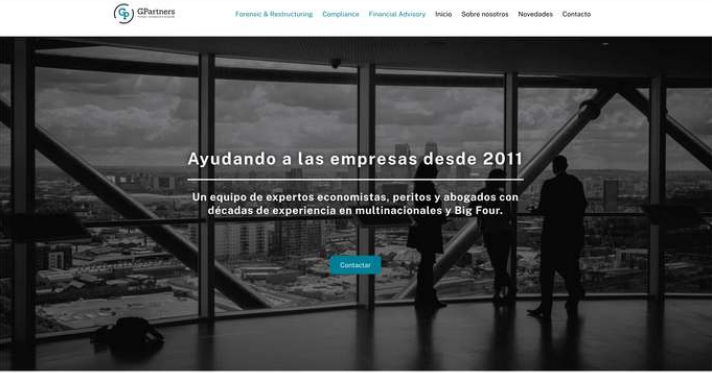 GPartners
Forensic & Restructuring Compliance Financial Advisory Inicio Sobre nosotros Novedades Contacto
Ayudando a las empresas desde 2011
Un equipo de expertos economistas, peritos y abogados con
décadas de experiencia en multinacionales y Big Four.
Contactar